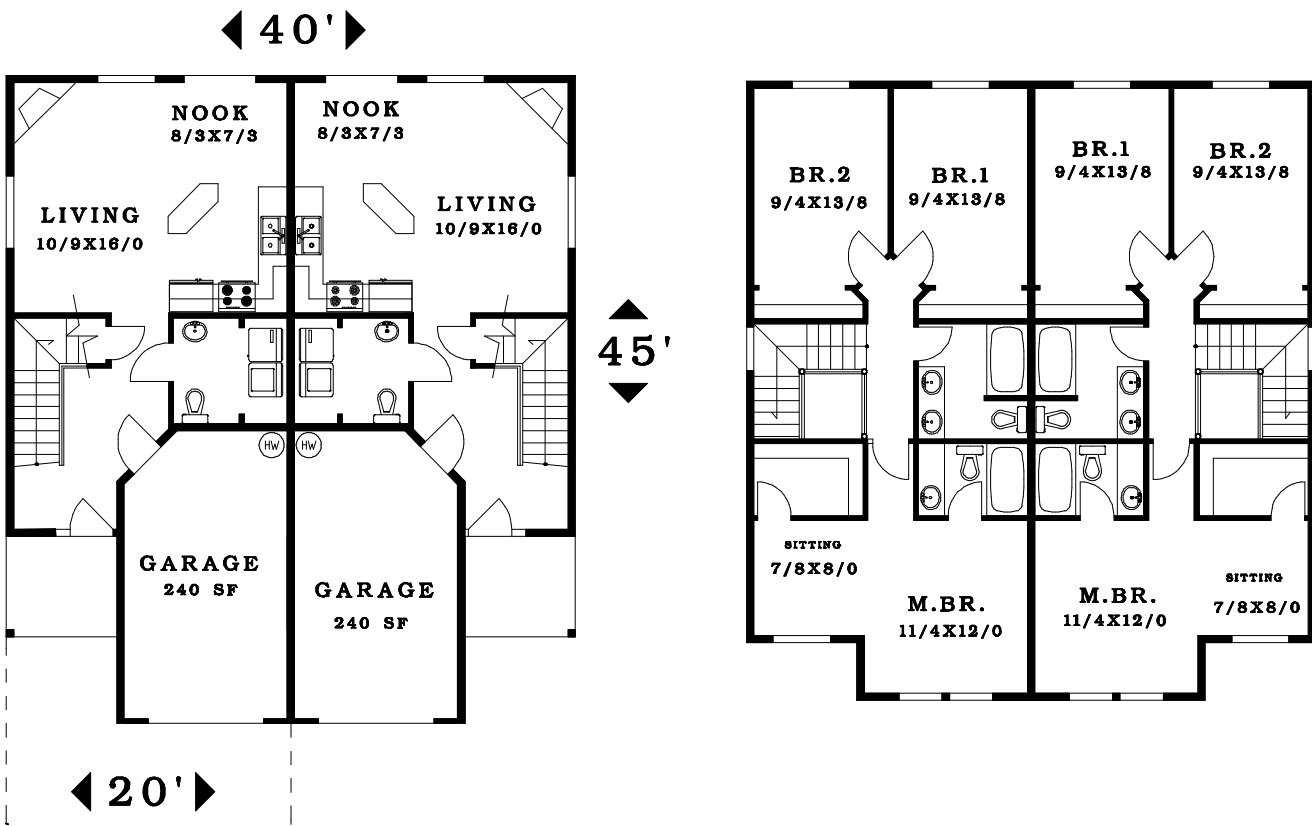 40'
NOOK
8/3X7/3
NOOK
8/3X7/3
LIVING
10/9X16/0
LIVING
10/9X16/0
HW
HW
GARAGE
240 SF
GARAGE
240 SF
20'
45'
BR.2
9/4X13/8
BR.1
9/4X13/8
BR.1
9/4X13/8
BR.2
9/4X13/8
SITTING
7/8X8/0
M.BR.
11/4X12/0
M.BR.
11/4X12/0
SITTING
7/8X8/0